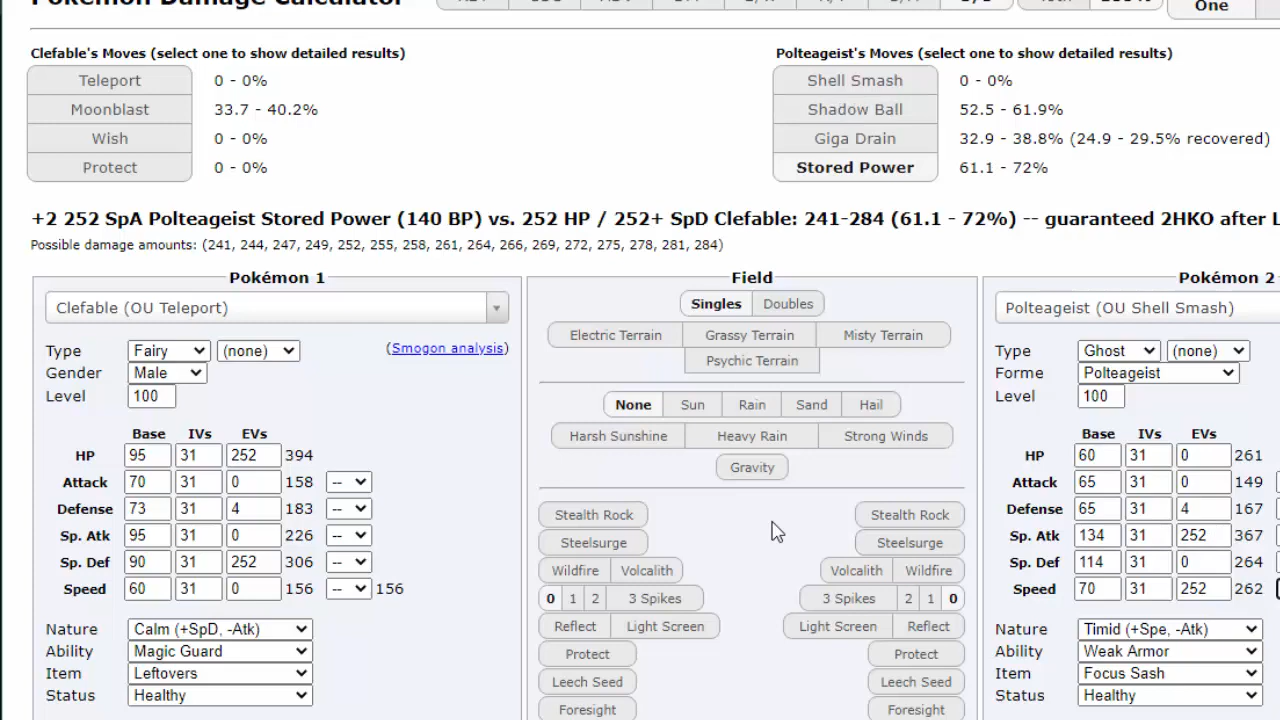 Pokémon Damage Calculator
One
Clefable's Moves (select one to show detailed results)
Teleport 0 - 0%
Moonblast 33.7 - 40.2%
Wish 0 - 0%
Protect 0 - 0%
Polteageist's Moves (select one to show detailed results)
Shell Smash 0 - 0%
Shadow Ball 52.5 - 61.9%
Giga Drain 32.9 - 38.8% (24.9 - 29.5% recovered)
Stored Power 61.1 - 72%
+2 252 SpA Polteageist Stored Power (140 BP) vs. 252 HP / 252+ SpD Clefable: 241-284 (61.1 - 72%) -- guaranteed 2HKO after L
Possible damage amounts: (241, 244, 247, 249, 252, 255, 258, 261, 264, 266, 269, 272, 275, 278, 281, 284)
Pokémon 1
Clefable (OU Teleport)
Type Fairy (none) (Smogon analysis)
Gender Male
Level 100
Base IVs EVs
HP 95 31 252 394
Attack 70 31 0 158 --
Defense 73 31 4 183 --
Sp. Atk 95 31 0 226 --
Sp. Def 90 31 252 306 --
Speed 60 31 0 156 -- 156
Nature Calm (+SpD, -Atk)
Ability Magic Guard
Item Leftovers
Status Healthy
Field
Singles Doubles
Electric Terrain Grassy Terrain Misty Terrain
Psychic Terrain
None Sun Rain Sand Hail
Harsh Sunshine Heavy Rain Strong Winds
Gravity
Stealth Rock Stealth Rock
Steelsurge Steelsurge
Wildfire Volcalith Volcalith Wildfire
0 1 2 3 Spikes 3 Spikes 2 1 0
Reflect Light Screen Light Screen Reflect
Protect Protect
Leech Seed Leech Seed
Foresight Foresight
Pokémon 2
Polteageist (OU Shell Smash)
Type Ghost (none)
Forme Polteageist
Level 100
Base IVs EVs
HP 60 31 0 261
Attack 65 31 0 149
Defense 65 31 4 167
Sp. Atk 134 31 252 367
Sp. Def 114 31 0 264
Speed 70 31 252 262
Nature Timid (+Spe, -Atk)
Ability Weak Armor
Item Focus Sash
Status Healthy